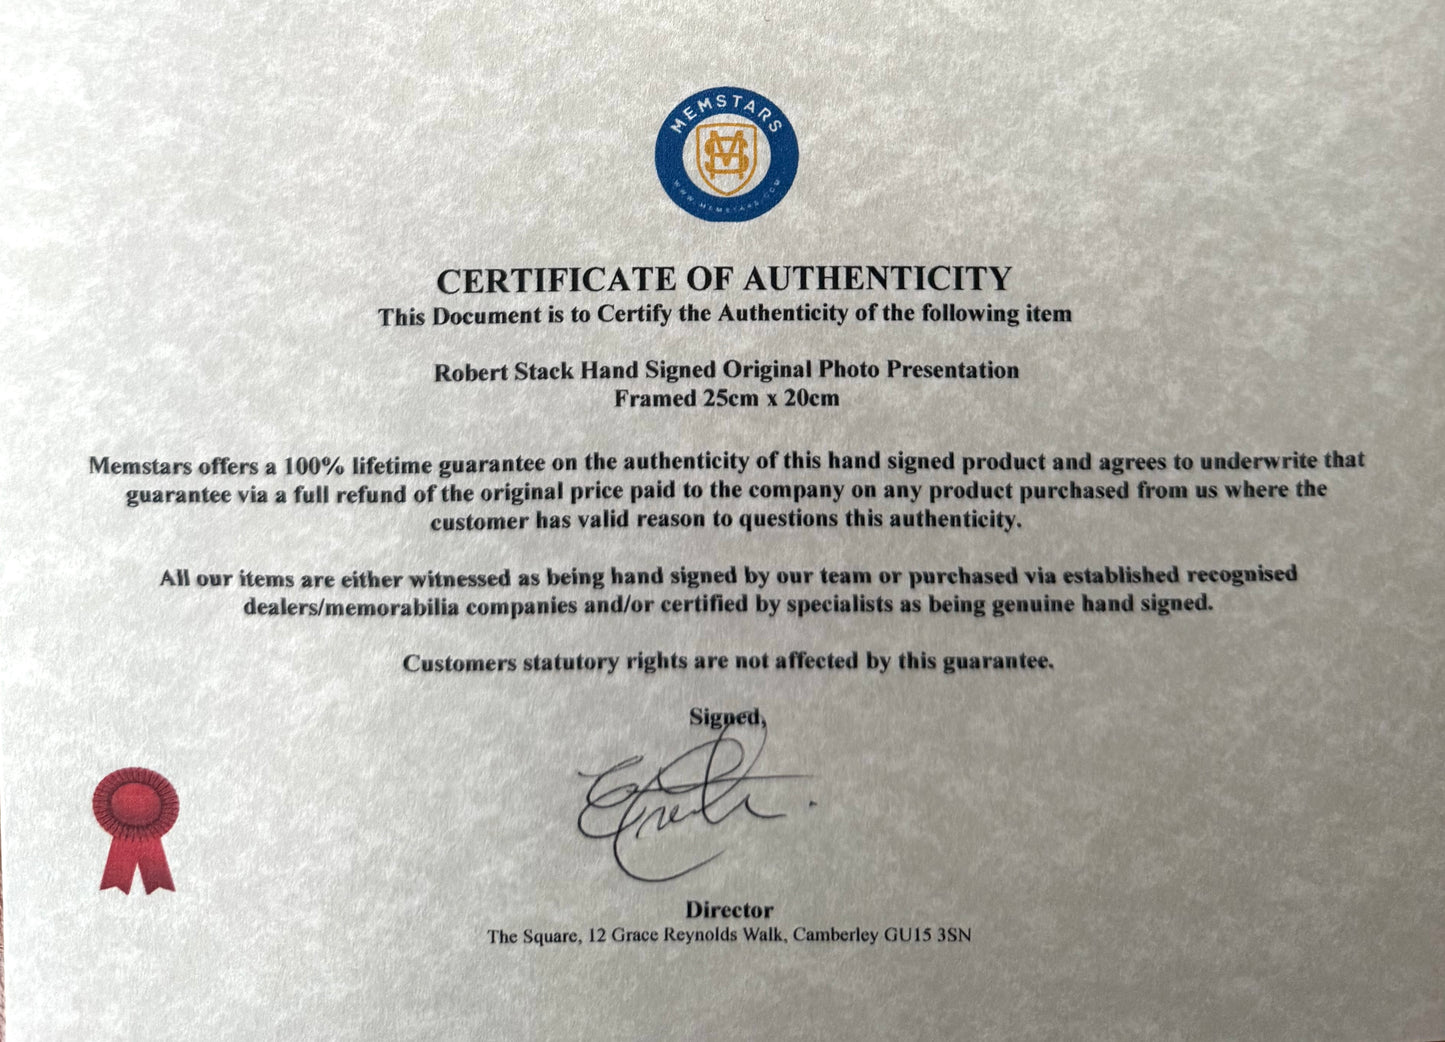 MEMSTARS
WWW.MEMSTARS.COM
CERTIFICATE OF AUTHENTICITY
This Document is to Certify the Authenticity of the following item
Robert Stack Hand Signed Original Photo Presentation
Framed 25cm x 20cm
Memstars offers a 100% lifetime guarantee on the authenticity of this hand signed product and agrees to underwrite that
guarantee via a full refund of the original price paid to the company on any product purchased from us where the
customer has valid reason to questions this authenticity.
All our items are either witnessed as being hand signed by our team or purchased via established recognised
dealers/memorabilia companies and/or certified by specialists as being genuine hand signed.
Customers statutory rights are not affected by this guarantee.
Signed,
Director
The Square, 12 Grace Reynolds Walk, Camberley GU15 3SN